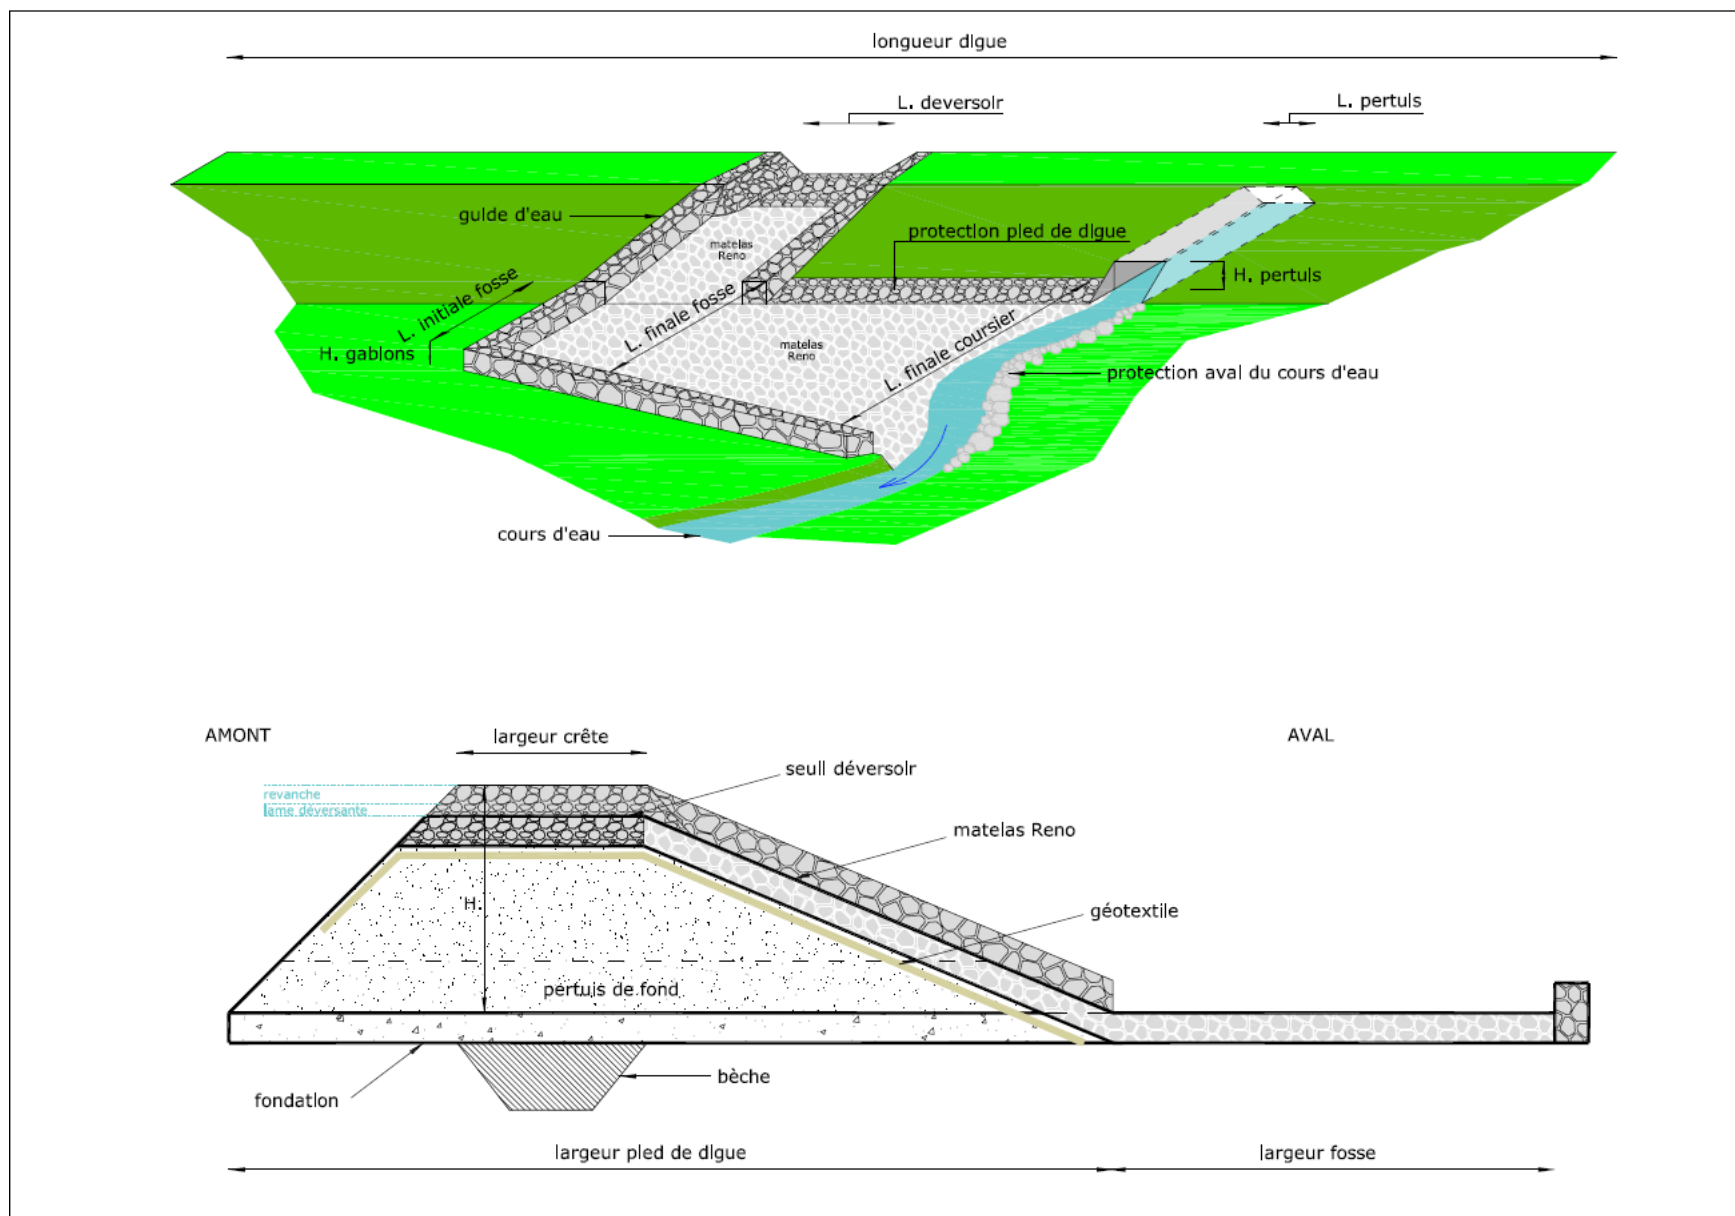 longueur digue
L. deversoir
L. pertuis
guide d'eau
matelas
Reno
protection pied de digue
H. pertuis
L. initiale fosse
L. finale fosse
L. finale coursier
H. gabions
matelas
Reno
protection aval du cours d'eau
cours d'eau
AMONT
largeur crête
AVAL
seuil déversoir
revanche
lame déversante
matelas Reno
H.
géotextile
pertuis de fond
bèche
fondation
largeur pied de digue
largeur fosse